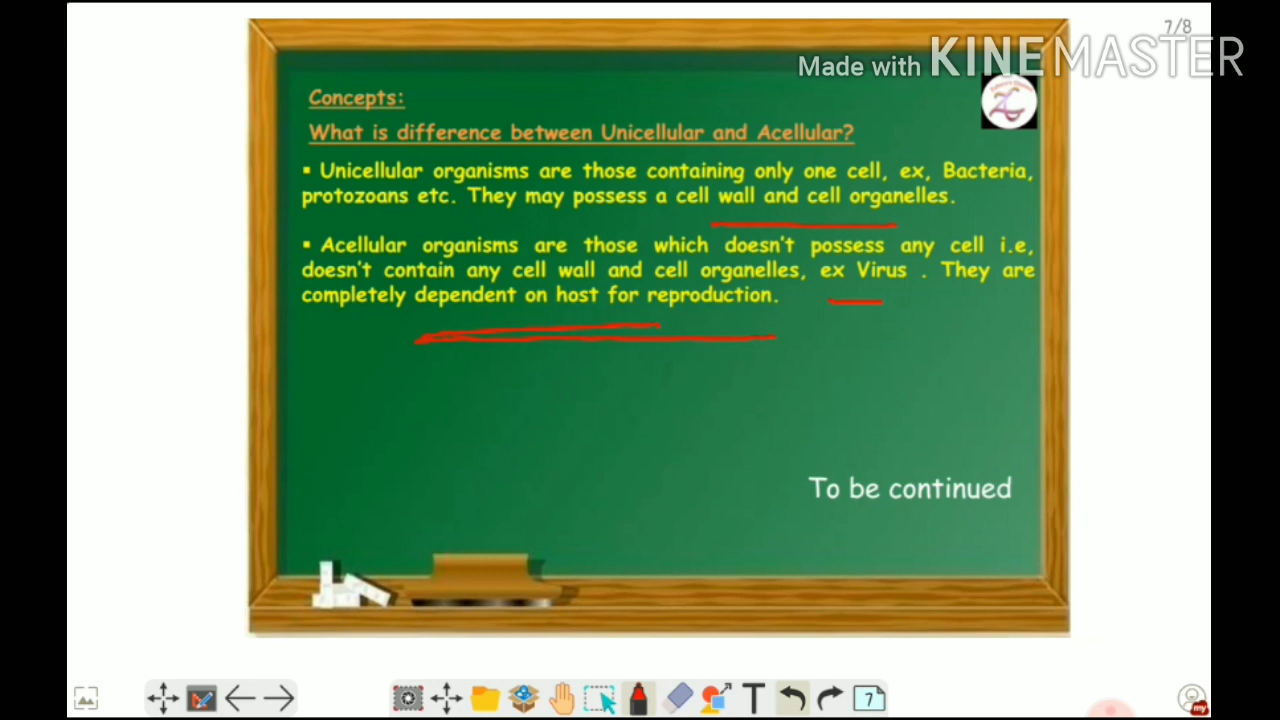 7/8
Made with KINEMASTER
Concepts:
What is difference between Unicellular and Acellular?
▪ Unicellular organisms are those containing only one cell, ex, Bacteria,
protozoans etc. They may possess a cell wall and cell organelles.
▪ Acellular organisms are those which doesn't possess any cell i.e,
doesn't contain any cell wall and cell organelles, ex Virus . They are
completely dependent on host for reproduction.
To be continued
T
7
my